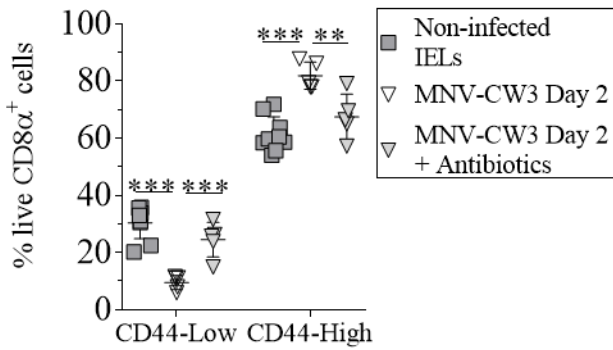 % live CD8α+ cells
100
80
60
40
20
0
*** **
*** ***
CD44-Low CD44-High
Non-infected
IELs
MNV-CW3 Day 2
MNV-CW3 Day 2
+ Antibiotics